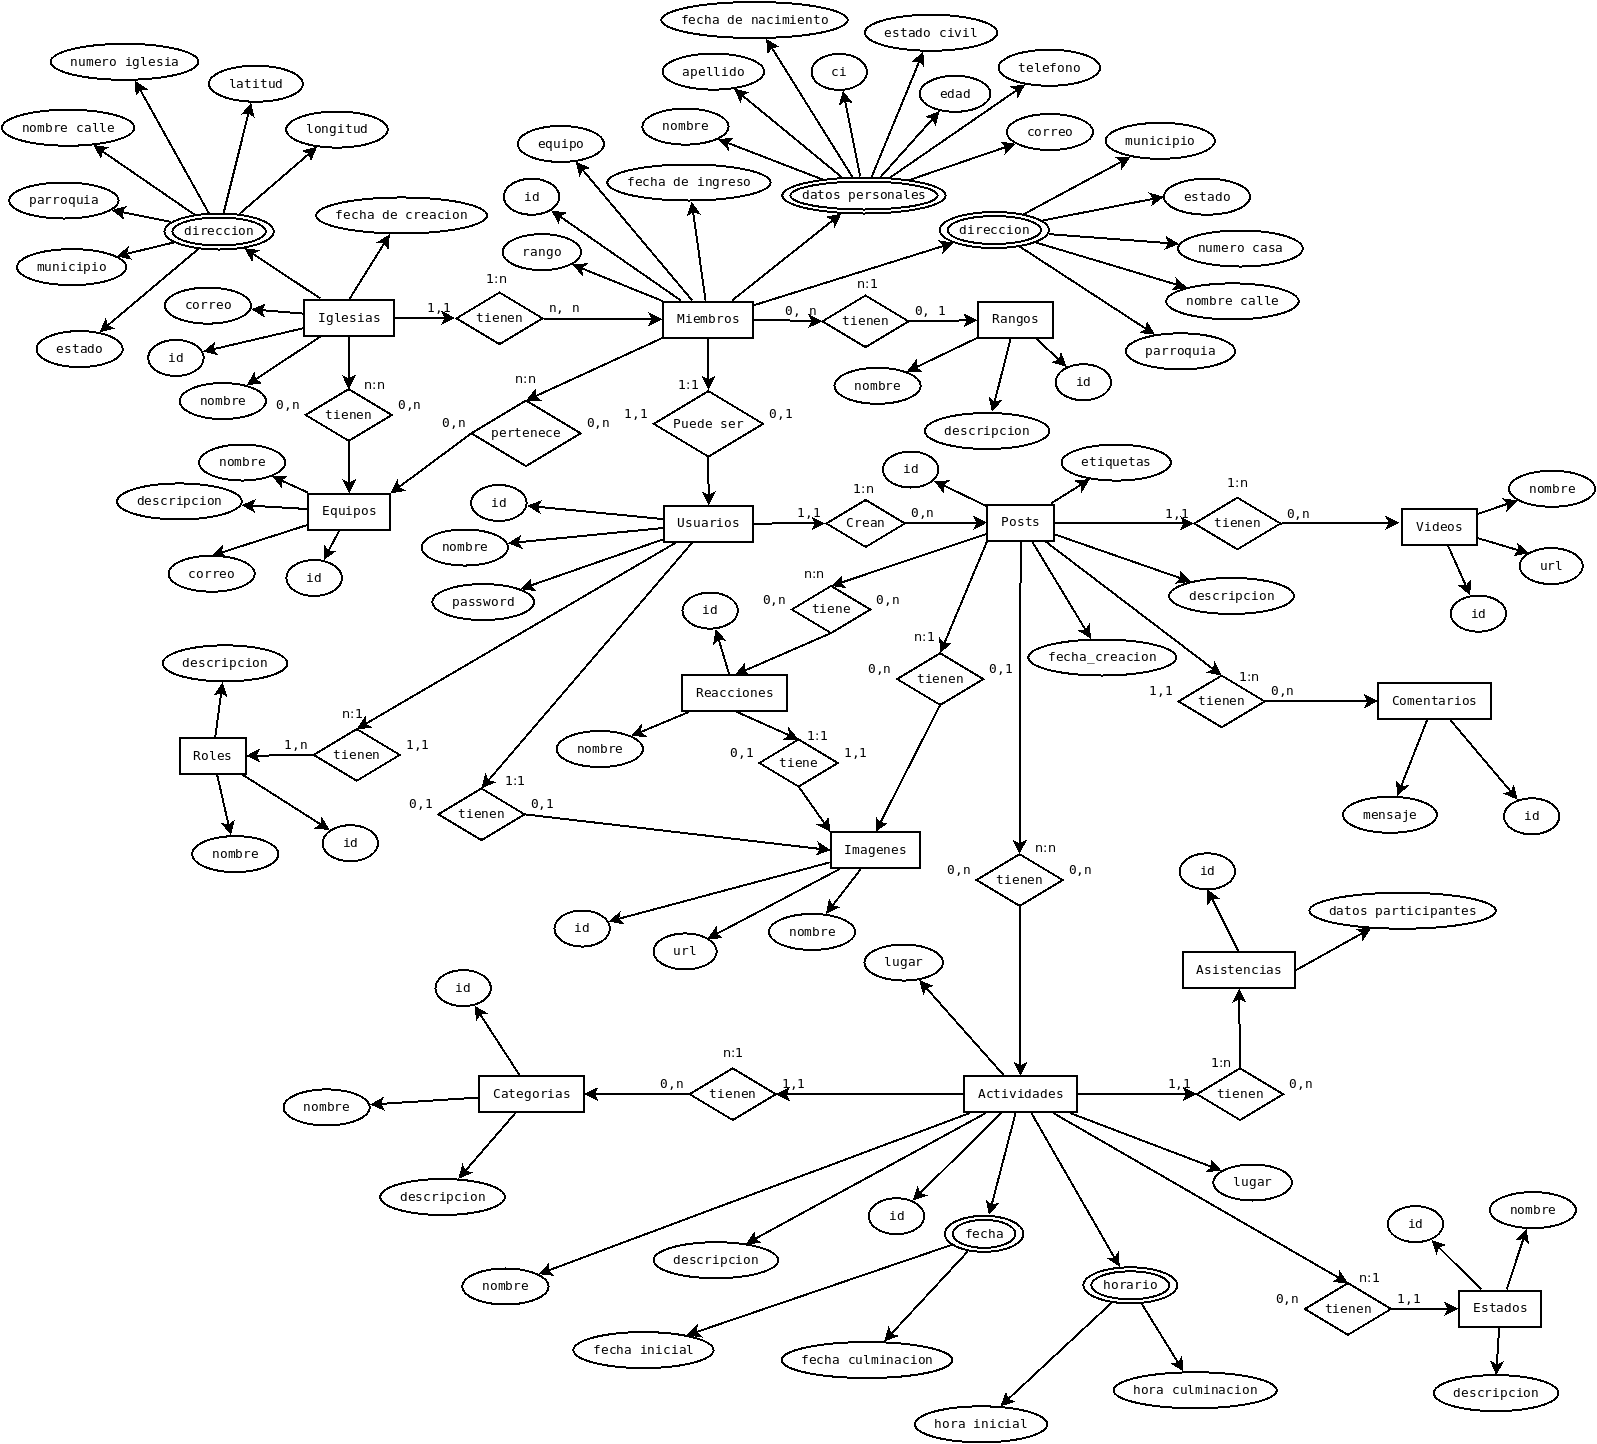 fecha de nacimiento
estado civil
numero iglesia
latitud
apellido
ci
telefono
edad
nombre calle
longitud
nombre
correo
equipo
municipio
fecha de ingreso
datos personales
parroquia
id
estado
fecha de creacion
direccion
direccion
numero casa
rango
municipio
1:n
n:1
nombre calle
correo
1,1
n, n
0, n
0, 1
Iglesias
tienen
Miembros
tienen
Rangos
estado
id
parroquia
n:n
n:n
1:1
nombre
id
nombre
0,n
0,n
tienen
1,1
0,1
Puede ser
0,n
0,n
pertenece
descripcion
nombre
id
etiquetas
1:n
1:n
nombre
descripcion
id
Equipos
Usuarios
1,1
Crean
0,n
Posts
1,1
tienen
0,n
Videos
nombre
url
correo
id
n:n
password
0,n
0,n
tiene
descripcion
id
id
n:1
descripcion
fecha_creacion
0,n
0,1
tienen
1:n
Reacciones
1,1
0,n
tienen
Comentarios
n:1
nombre
1:1
Roles
1,n
1,1
tienen
0,1
1,1
tiene
1:1
0,1
0,1
tienen
mensaje
id
nombre
id
Imagenes
n:n
0,n
0,n
tienen
id
datos participantes
id
nombre
url
lugar
Asistencias
id
n:1
1:n
Categorias
0,n
tienen
1,1
Actividades
1,1
tienen
0,n
nombre
descripcion
lugar
id
id
nombre
fecha
descripcion
nombre
horario
n:1
0,n
tienen
1,1
Estados
fecha inicial
fecha culminacion
hora culminacion
descripcion
hora inicial